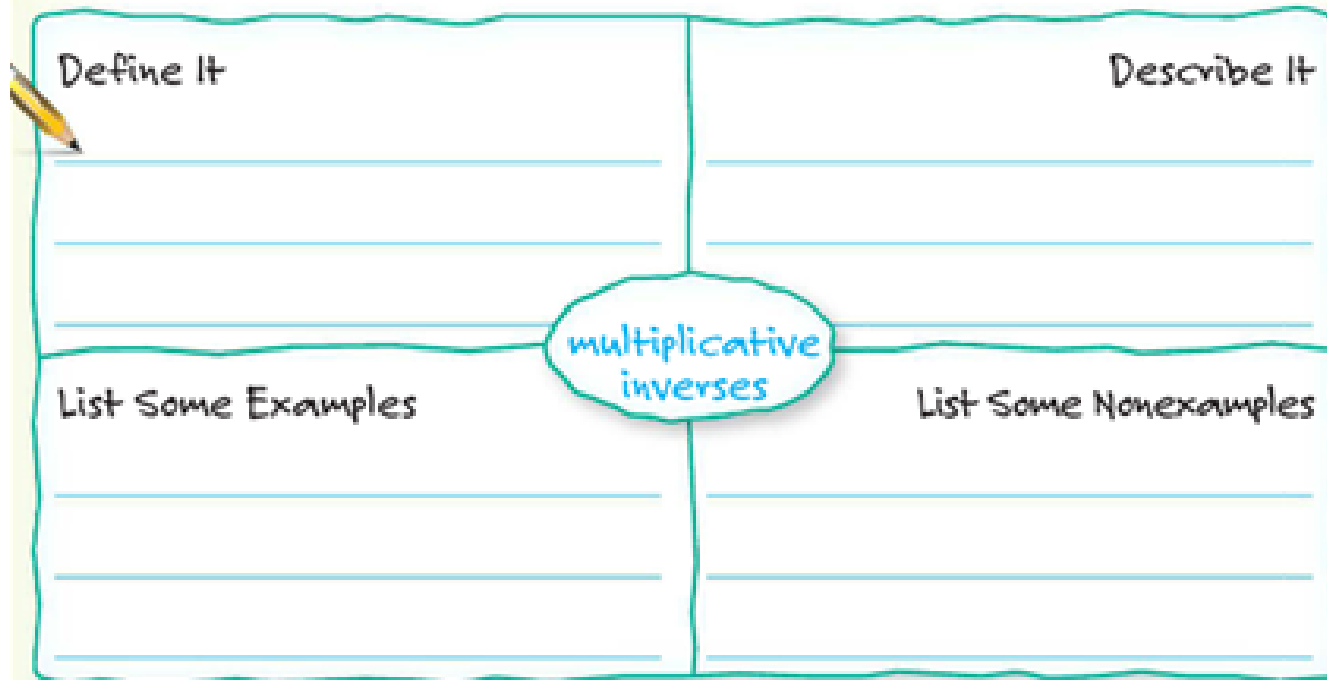 Define It
Describe It
multiplicative
inverses
List Some Examples
List Some Nonexamples